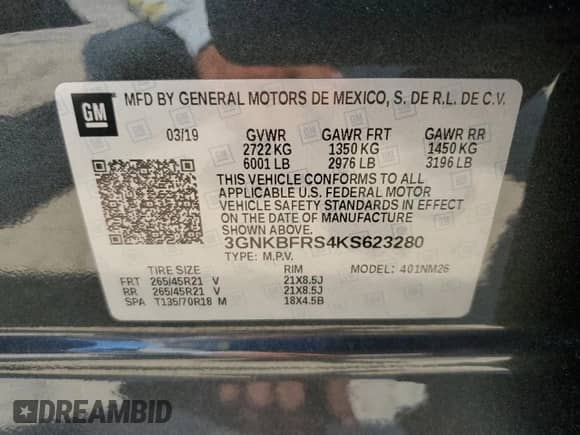 GM MFD BY GENERAL MOTORS DE MEXICO, S. DE R.L. DE C.V.
03/19 GVWR GAWR FRT GAWR RR
2722 KG 1350 KG 1450 KG
6001 LB 2976 LB 3196 LB
THIS VEHICLE CONFORMS TO ALL
APPLICABLE U.S. FEDERAL MOTOR
VEHICLE SAFETY STANDARDS IN EFFECT
ON THE DATE OF MANUFACTURE
SHOWN ABOVE.
3GNKBFRS4KS623280
TYPE: M.P.V.
TIRE SIZE RIM MODEL: 401NM26
FRT 265/45R21 V 21X8.5J
RR 265/45R21 V 21X8.5J
SPA T135/70R18 M 18X4.5B
DREAMBID